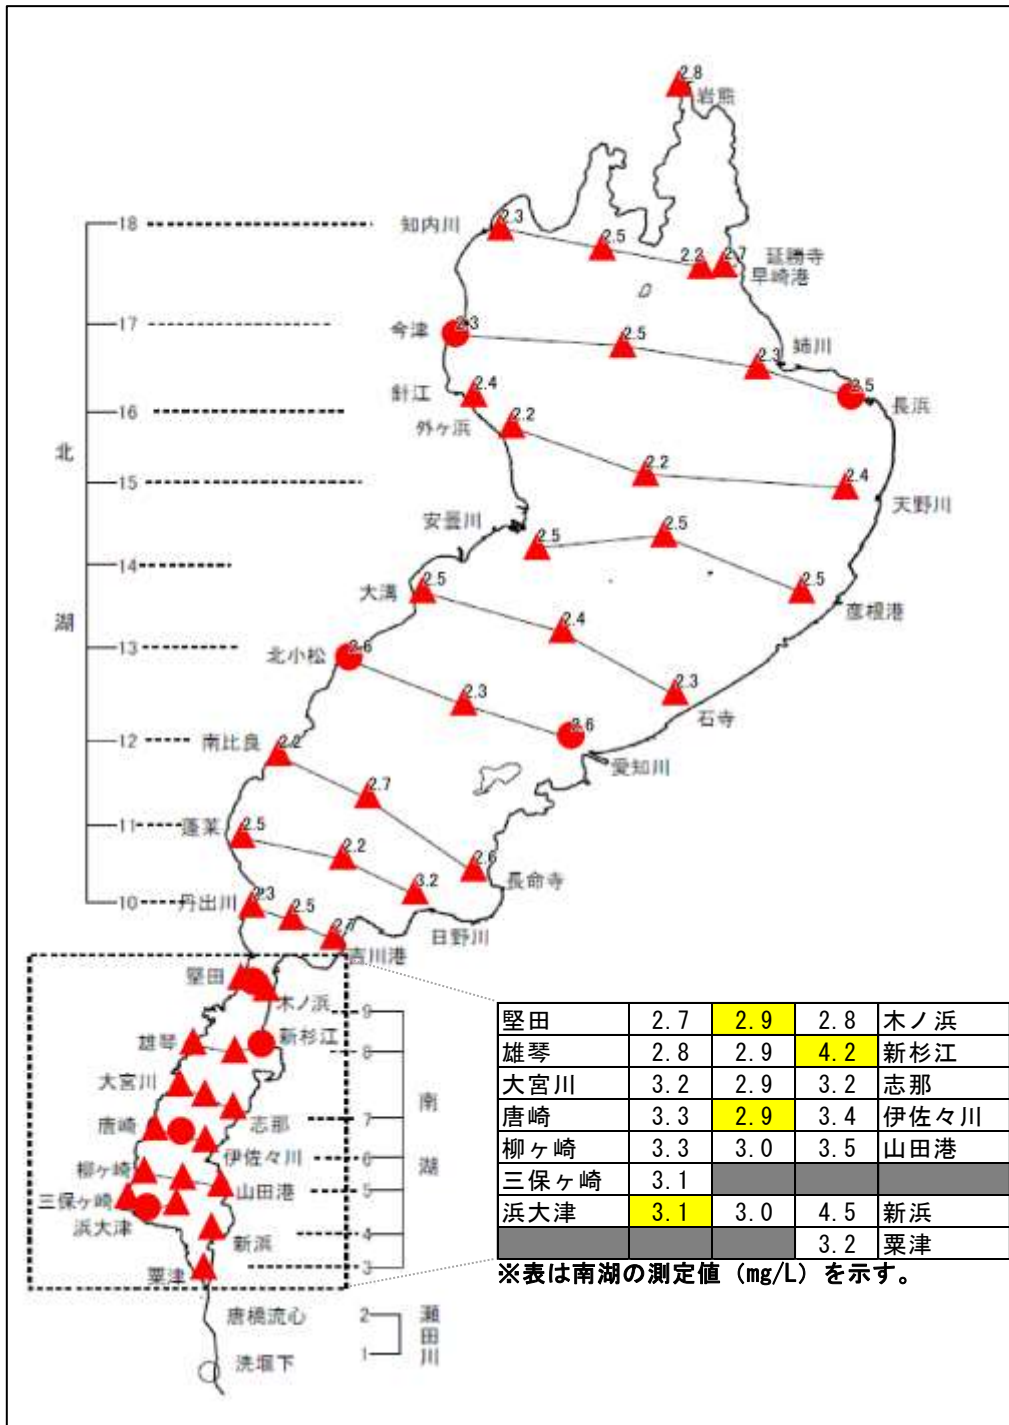 2.8
岩熊
18
知内川
2.3
2.5
2.2
2.7
延勝寺
早崎港
17
今津
2.3
2.5
2.3
姉川
2.5
長浜
針江
2.4
16
外ヶ浜
2.2
2.2
2.4
天野川
北湖
15
安曇川
2.5
2.5
2.5
彦根港
14
大溝
2.5
2.4
2.3
石寺
13
北小松
2.6
2.3
2.6
愛知川
12
南比良
2.2
2.7
2.6
長命寺
11
蓬莱
2.5
2.2
3.2
日野川
10
丹出川
2.3
2.5
2.7
吉川港
堅田
木ノ浜
9
雄琴
新杉江
8
大宮川
志那
7
唐崎
伊佐々川
6
柳ヶ崎
山田港
5
三保ヶ崎
浜大津
新浜
4
粟津
3
南湖
唐橋流心
2
洗堰下
1
瀬田川
堅田 2.7 2.9 2.8 木ノ浜
雄琴 2.8 2.9 4.2 新杉江
大宮川 3.2 2.9 3.2 志那
唐崎 3.3 2.9 3.4 伊佐々川
柳ヶ崎 3.3 3.0 3.5 山田港
三保ヶ崎 3.1
浜大津 3.1 3.0 4.5 新浜
3.2 粟津
※表は南湖の測定値（mg/L）を示す。